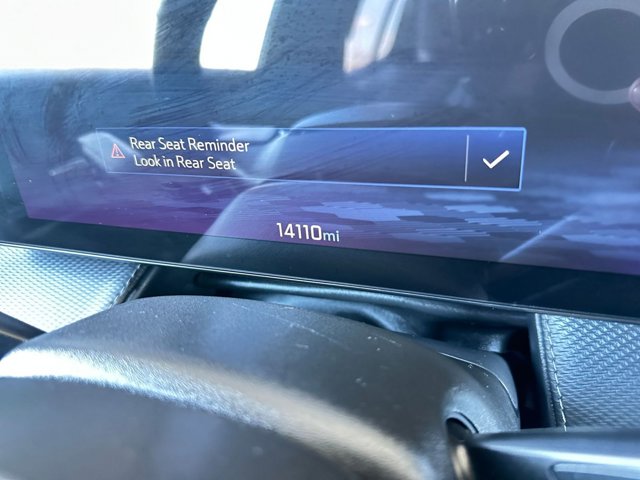 Rear Seat Reminder
Look in Rear Seat
14110mi